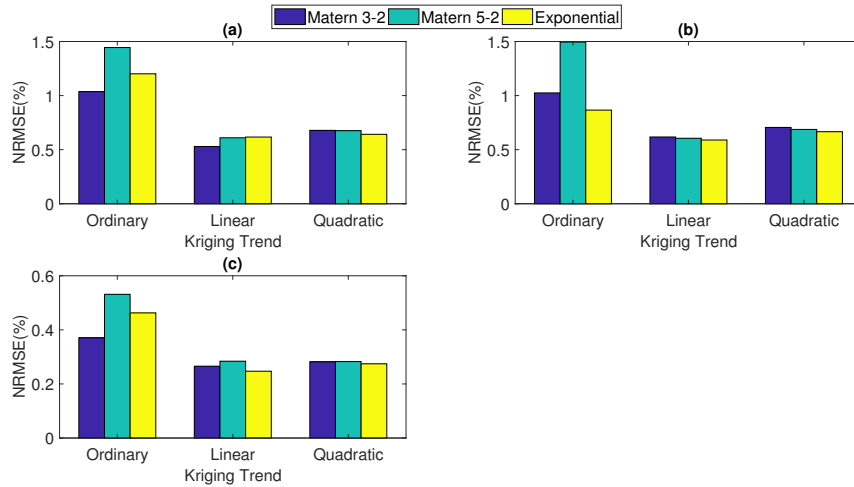 Matern 3-2 Matern 5-2 Exponential
(a)
1.5
1
0.5
0
NRMSE(%)
Ordinary Linear Quadratic
Kriging Trend
(b)
1.5
1
0.5
0
NRMSE(%)
Ordinary Linear Quadratic
Kriging Trend
(c)
0.6
0.4
0.2
0
NRMSE(%)
Ordinary Linear Quadratic
Kriging Trend